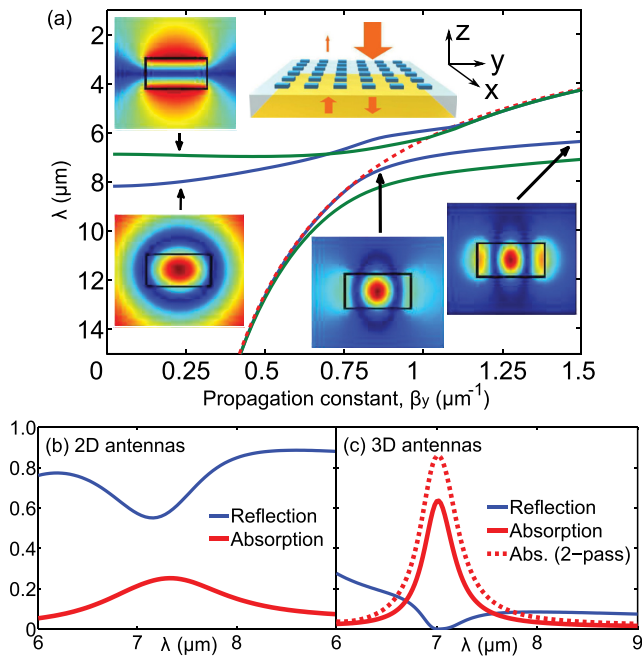 (a)
z
y
x
2
4
6
8
10
12
14
λ (μm)
0
0.25
0.5
0.75
1
1.25
1.5
Propagation constant, βy (μm-1)
(b) 2D antennas
Reflection
Absorption
1.0
0.8
0.6
0.4
0.2
0
6
7
8
λ (μm)
(c) 3D antennas
Reflection
Absorption
Abs. (2-pass)
6
7
8
9
λ (μm)